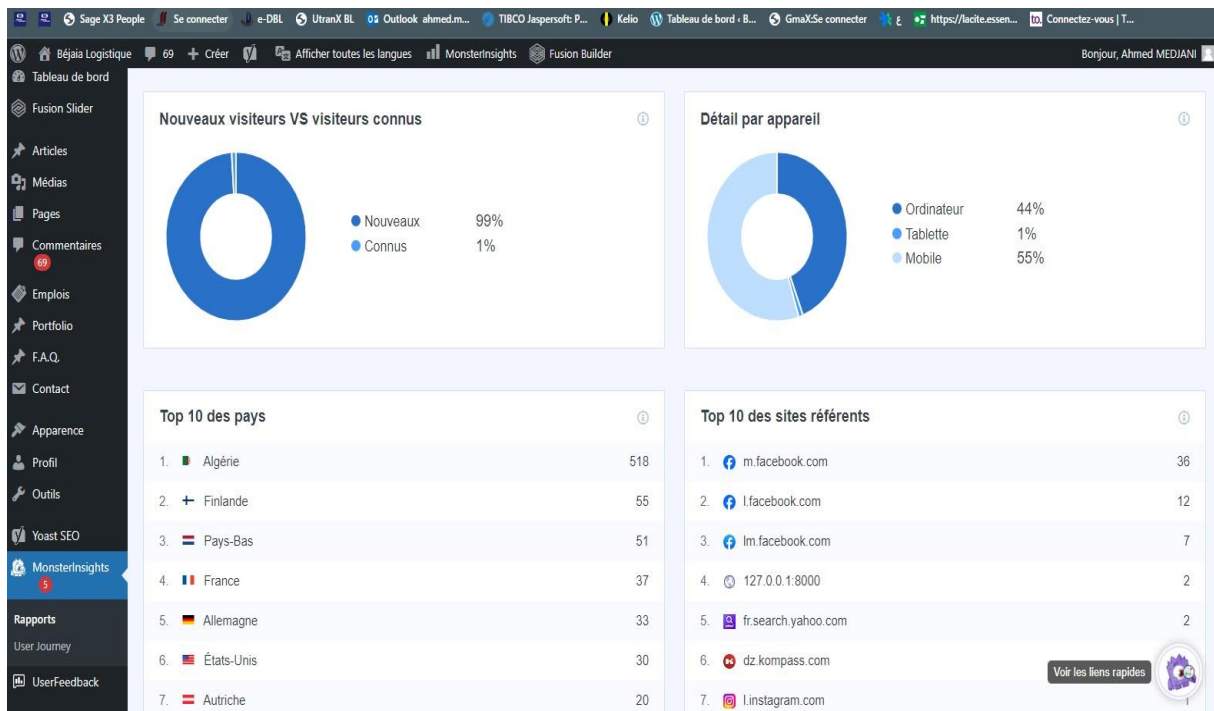 Sage X3 People Se connecter e-DBL UtranX BL Outlook ahmed.m... TIBCO Jaspersoft: P... Kelio Tableau de bord ‹ B... GmaX:Se connecter ع https://lacite.essen... to. Connectez-vous | T...
Béjaia Logistique 69 + Créer Afficher toutes les langues MonsterInsights Fusion Builder Bonjour, Ahmed MEDJANI
Tableau de bord
Fusion Slider
Articles
Médias
Pages
Commentaires
69
Emplois
Portfolio
F.A.Q.
Contact
Apparence
Profil
Outils
Yoast SEO
MonsterInsights
5
Rapports
User Journey
UserFeedback
Nouveaux visiteurs VS visiteurs connus
Nouveaux 99%
Connus 1%
Détail par appareil
Ordinateur 44%
Tablette 1%
Mobile 55%
Top 10 des pays
1. Algérie 518
2. Finlande 55
3. Pays-Bas 51
4. France 37
5. Allemagne 33
6. États-Unis 30
7. Autriche 20
Top 10 des sites référents
1. m.facebook.com 36
2. l.facebook.com 12
3. lm.facebook.com 7
4. 127.0.0.1:8000 2
5. fr.search.yahoo.com 2
6. dz.kompass.com
7. l.instagram.com 1
Voir les liens rapides